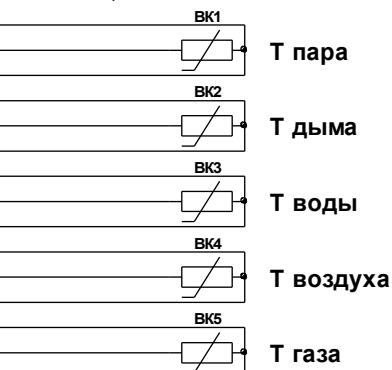 ВК1
Т пара
ВК2
Т дыма
ВК3
Т воды
ВК4
Т воздуха
ВК5
Т газа